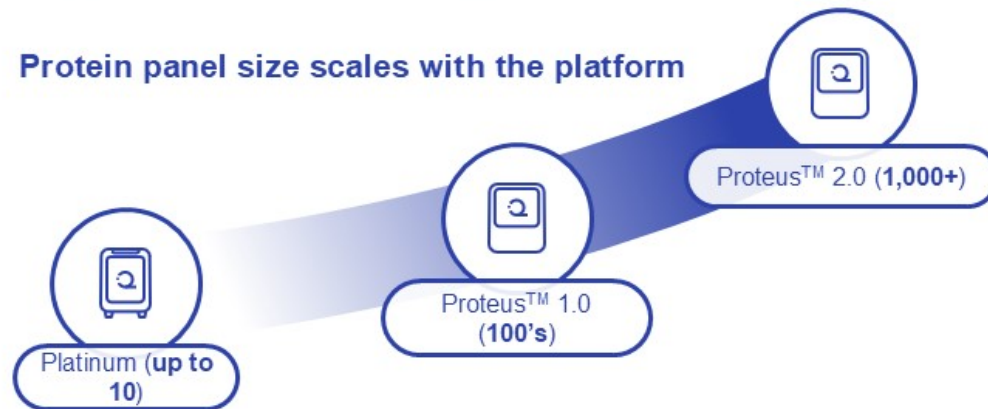 Protein panel size scales with the platform
Proteus™ 2.0 (1,000+)
Proteus™ 1.0
(100’s)
Platinum (up to
10)